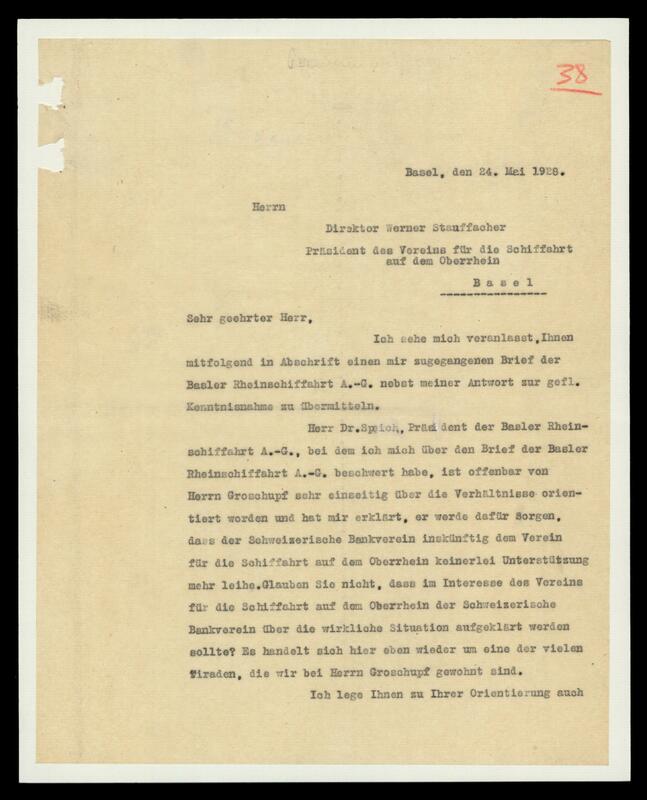 38
Basel, den 24. Mai 1928.
Herrn
Direktor Werner Stauffacher
Präsident des Vereins für die Schiffahrt
auf dem Oberrhein
Basel
Sehr geehrter Herr,
Ich sehe mich veranlasst, Ihnen
mitfolgend in Abschrift einen mir zugegangenen Brief der
Basler Rheinschiffahrt A.-G. nebst meiner Antwort zur gefl.
Kenntnisnahme zu übermitteln.
Herr Dr.Speich, Präsident der Basler Rhein-
schiffahrt A.-G., bei dem ich mich über den Brief der Basler
Rheinschiffahrt A.-G. beschwert habe, ist offenbar von
Herrn Groschupf sehr einseitig über die Verhältnisse orien-
tiert worden und hat mir erklärt, er werde dafür sorgen,
dass der Schweizerische Bankverein inskünftig dem Verein
für die Schiffahrt auf dem Oberrhein keinerlei Unterstützung
mehr leihe.Glauben Sie nicht, dass im Interesse des Vereins
für die Schiffahrt auf dem Oberrhein der Schweizerische
Bankverein über die wirkliche Situation aufgeklärt werden
sollte? Es handelt sich hier eben wieder um eine der vielen
Tiraden, die wir bei Herrn Groschupf gewohnt sind.
Ich lege Ihnen zu Ihrer Orientierung auch